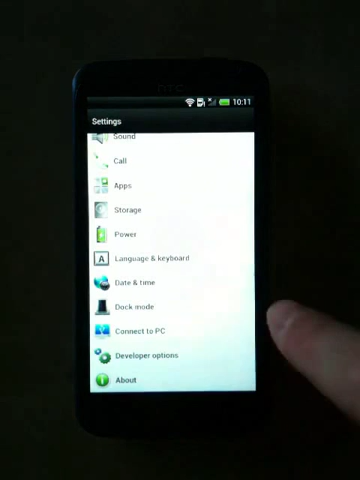 hTC
10:11
Settings
Sound
Call
Apps
Storage
Power
A Language & keyboard
Date & time
Dock mode
Connect to PC
Developer options
About